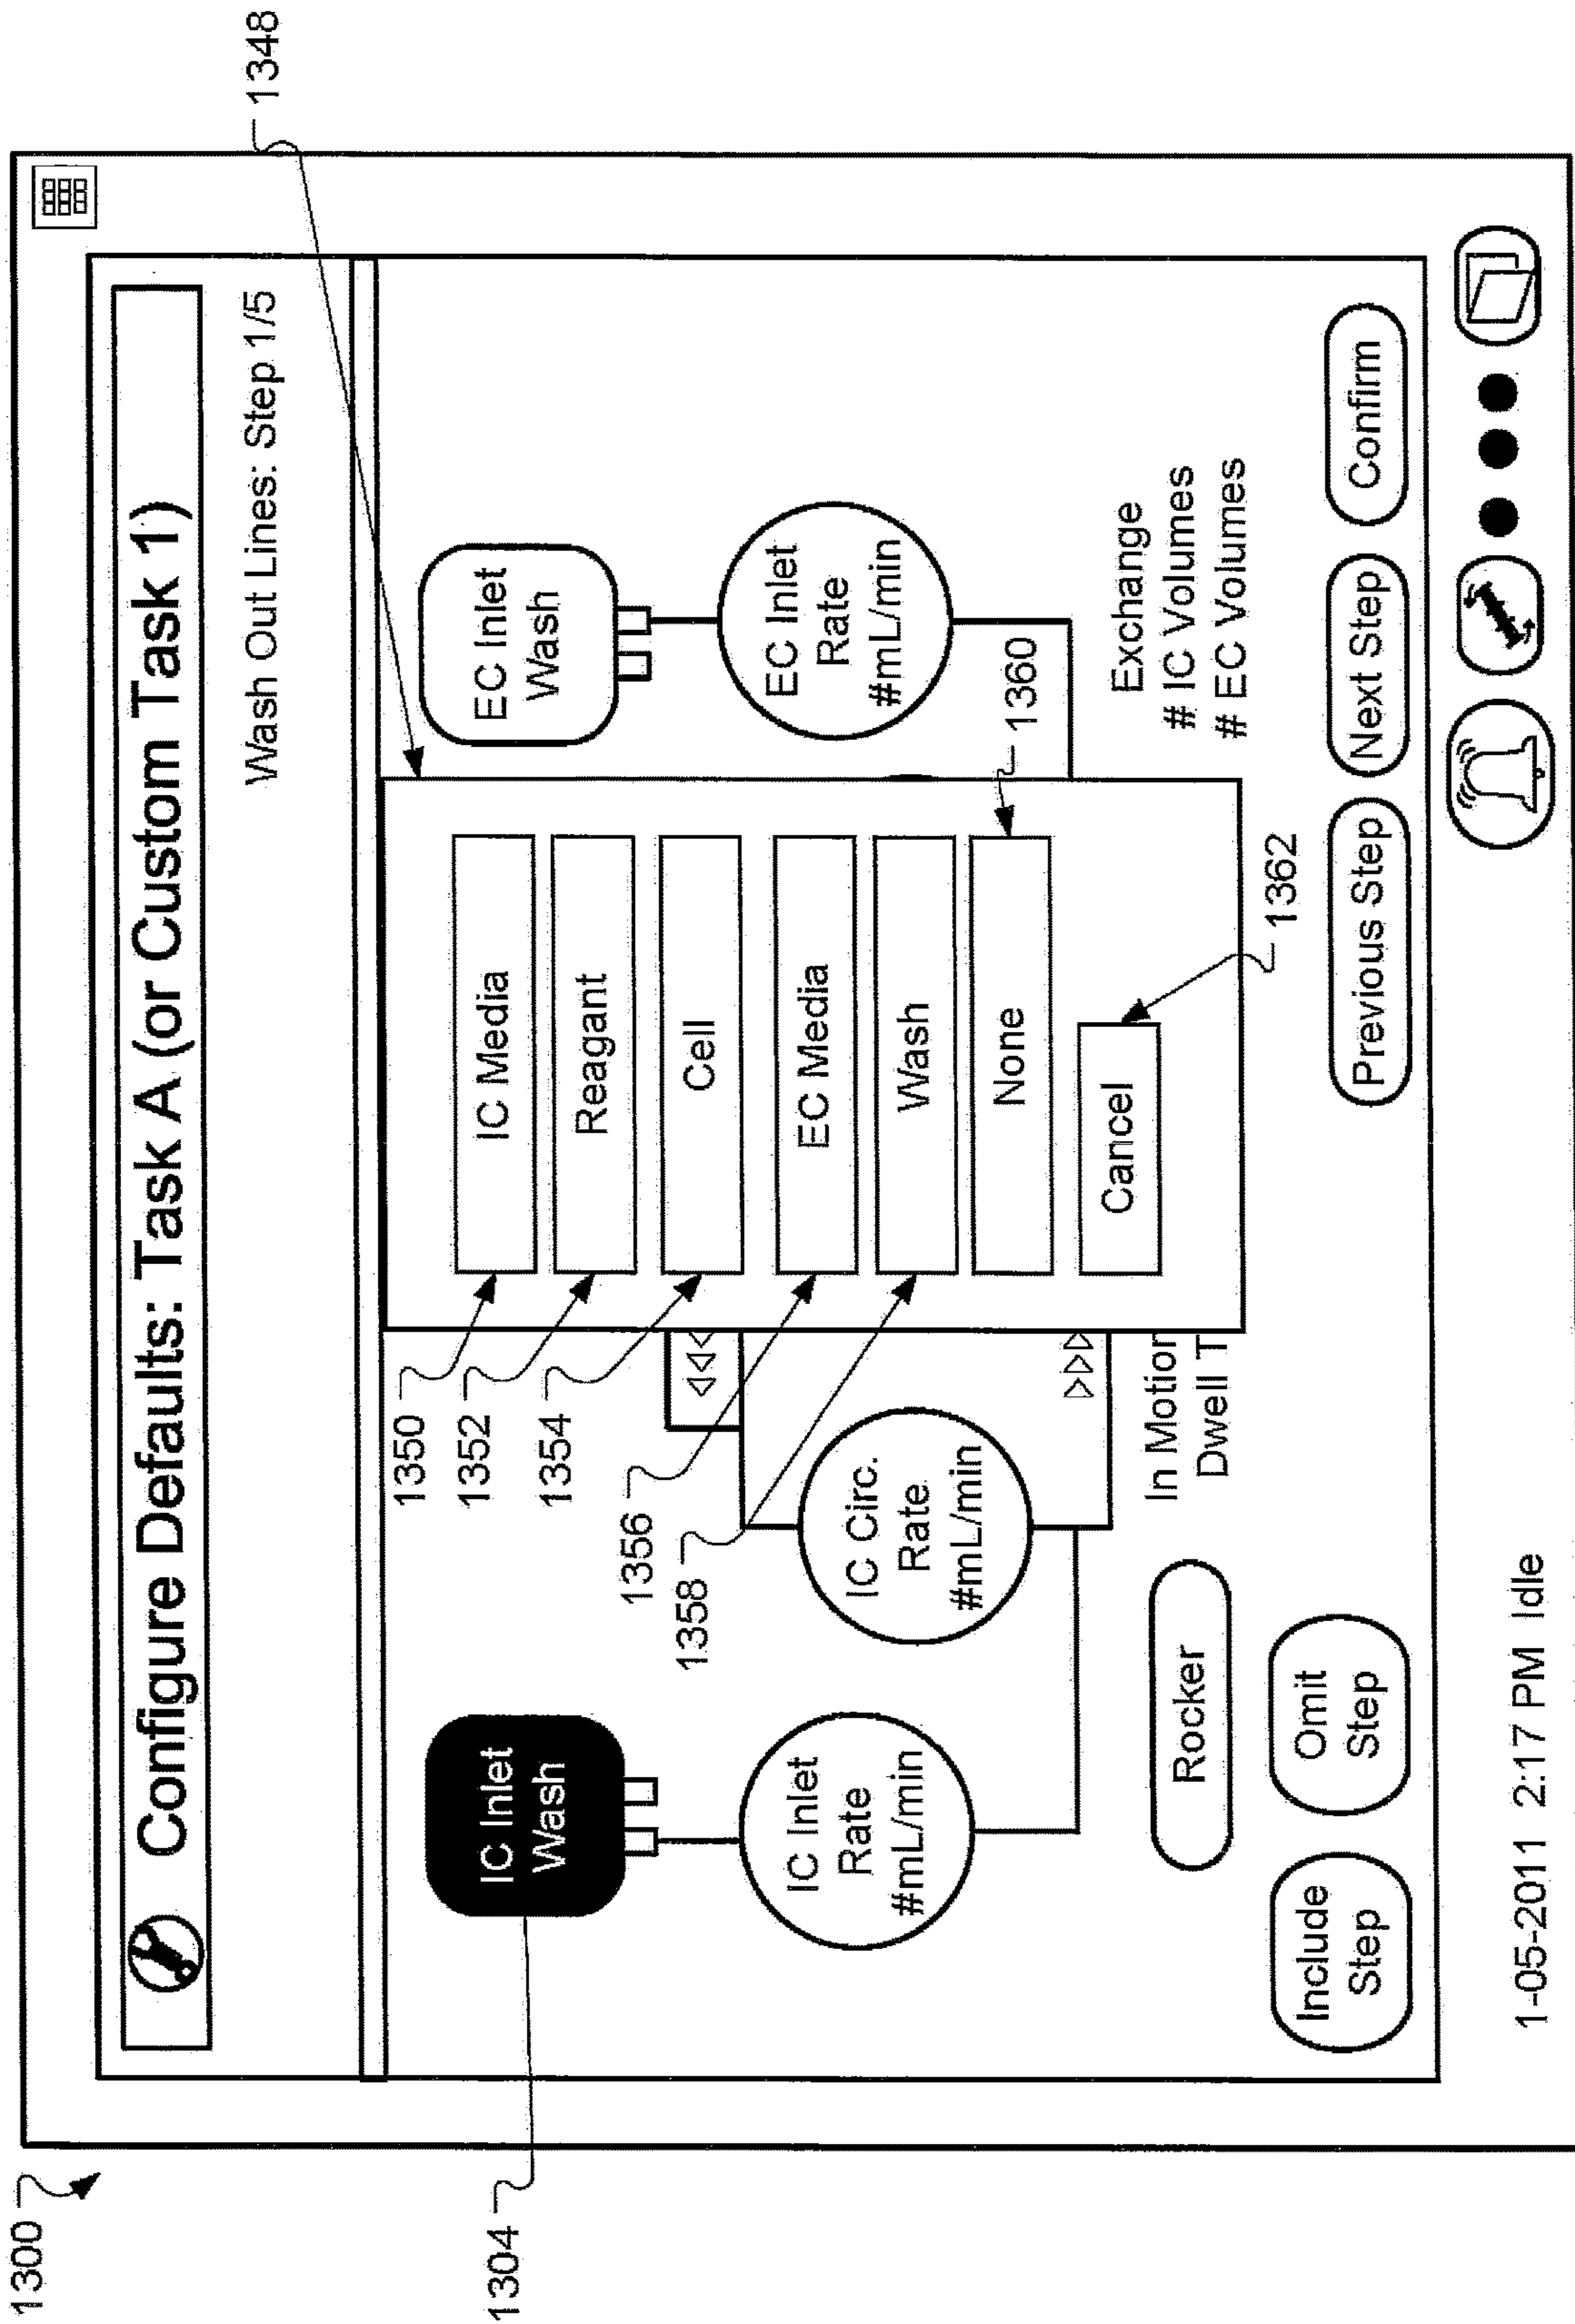 1300
1348
Configure Defaults: Task A (or Custom Task 1)
Wash Out Lines: Step 1/5
1304
IC Inlet
Wash
1350
1352
1354
1356
1358
IC Media
Reagant
Cell
EC Media
Wash
None
Cancel
1360
1362
EC Inlet
Wash
IC Inlet
Rate
#mL/min
IC Circ.
Rate
#mL/min
EC Inlet
Rate
#mL/min
In Motion
Dwell T
Exchange
# IC Volumes
# EC Volumes
Rocker
Include
Step
Omit
Step
Previous Step
Next Step
Confirm
1-05-2011 2:17 PM Idle